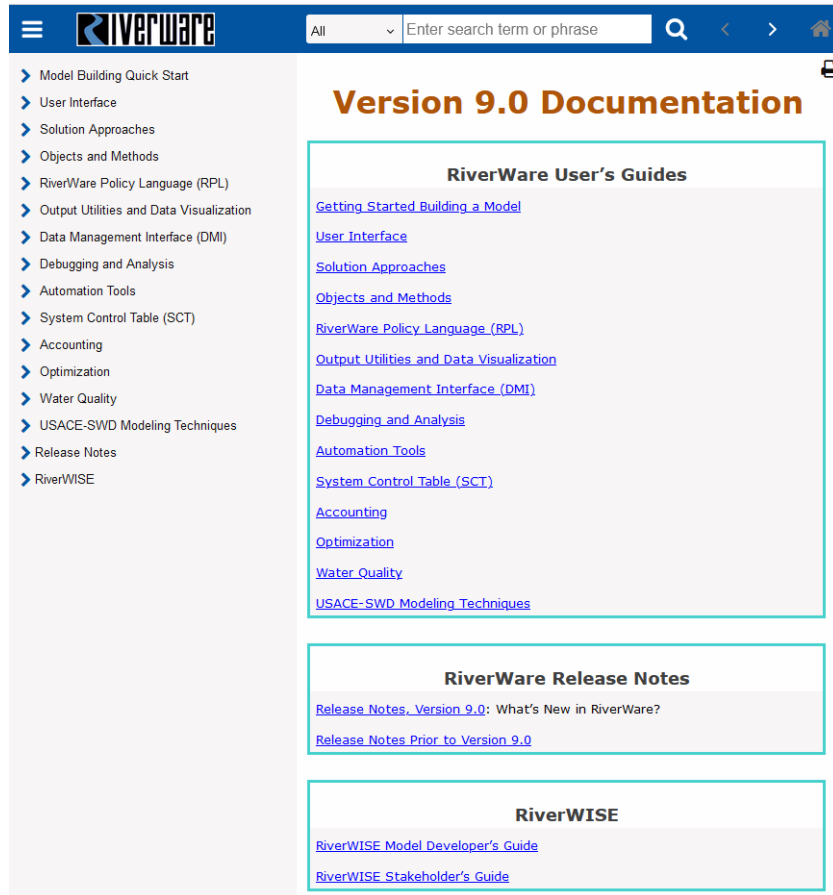 RiverWare
All
Enter search term or phrase
Model Building Quick Start
User Interface
Solution Approaches
Objects and Methods
RiverWare Policy Language (RPL)
Output Utilities and Data Visualization
Data Management Interface (DMI)
Debugging and Analysis
Automation Tools
System Control Table (SCT)
Accounting
Optimization
Water Quality
USACE-SWD Modeling Techniques
Release Notes
RiverWISE
Version 9.0 Documentation
RiverWare User's Guides
Getting Started Building a Model
User Interface
Solution Approaches
Objects and Methods
RiverWare Policy Language (RPL)
Output Utilities and Data Visualization
Data Management Interface (DMI)
Debugging and Analysis
Automation Tools
System Control Table (SCT)
Accounting
Optimization
Water Quality
USACE-SWD Modeling Techniques
RiverWare Release Notes
Release Notes, Version 9.0: What's New in RiverWare?
Release Notes Prior to Version 9.0
RiverWISE
RiverWISE Model Developer's Guide
RiverWISE Stakeholder's Guide